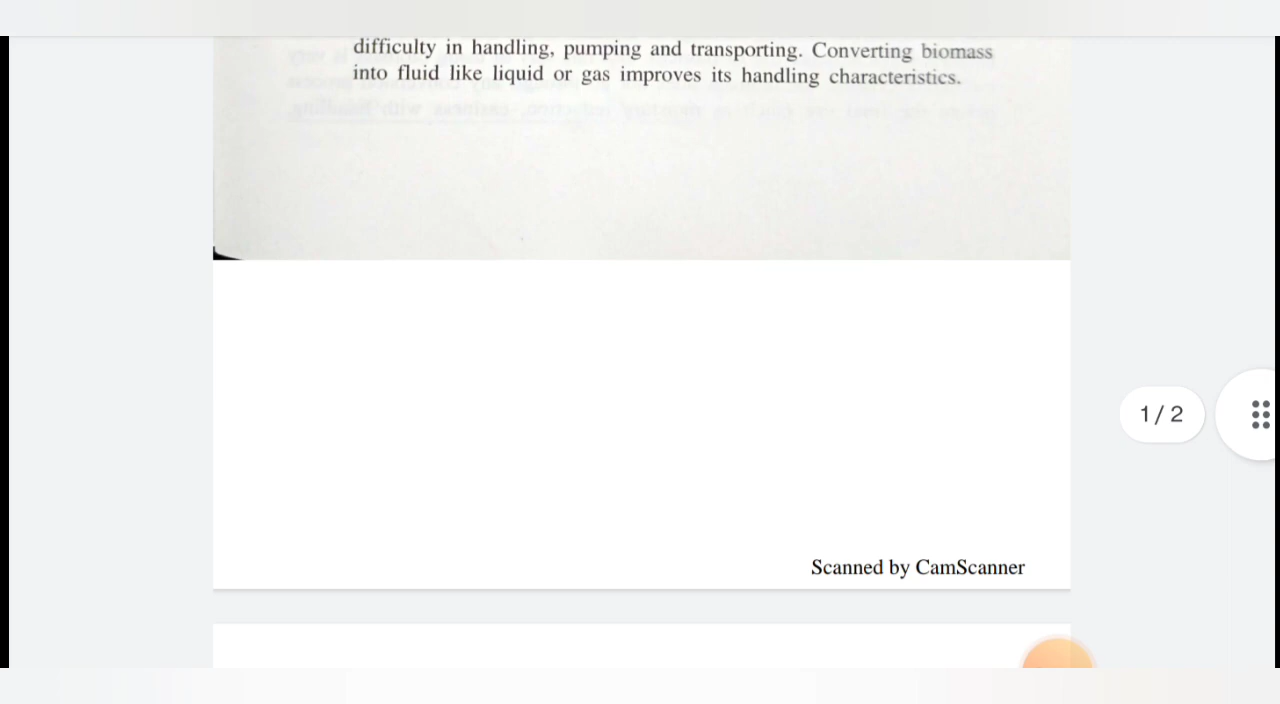 difficulty in handling, pumping and transporting. Converting biomass
into fluid like liquid or gas improves its handling characteristics.
1 / 2
Scanned by CamScanner